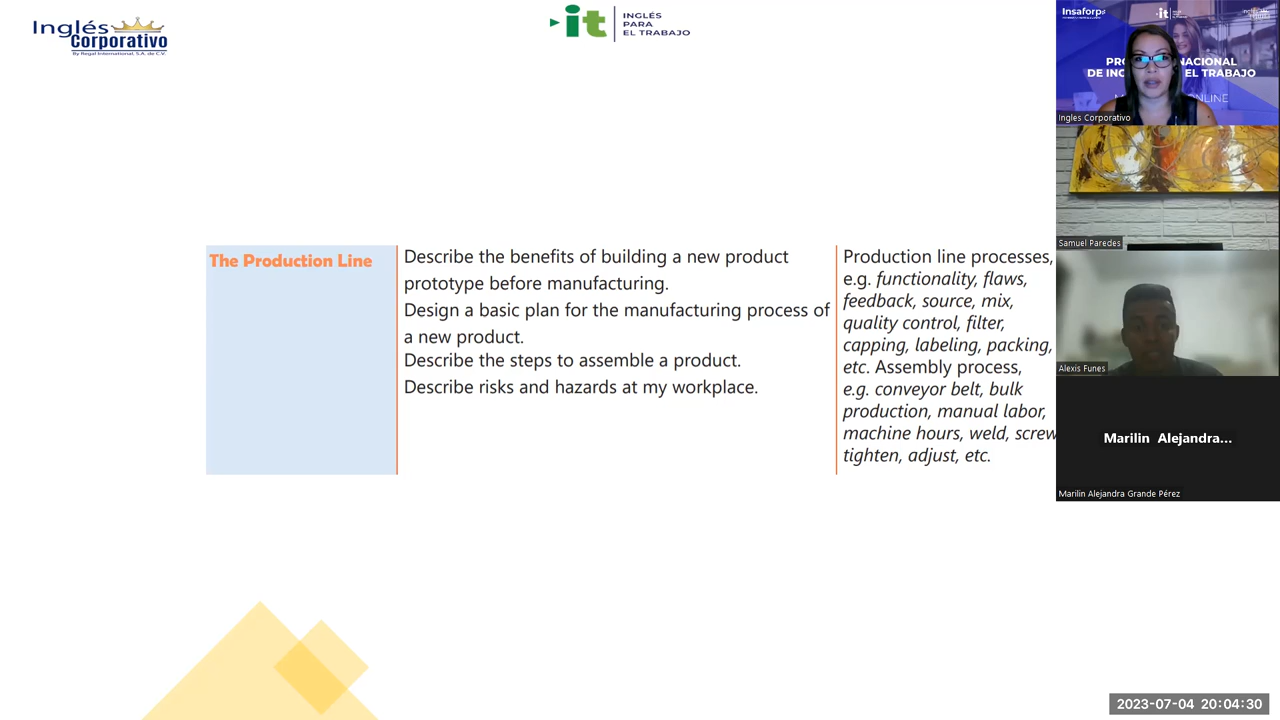 Inglés
Corporativo
By Regal International, S.A. de C.V.
it
INGLÉS
PARA
EL TRABAJO
The Production Line
Describe the benefits of building a new product
prototype before manufacturing.
Design a basic plan for the manufacturing process of
a new product.
Describe the steps to assemble a product.
Describe risks and hazards at my workplace.
Production line processes,
e.g. functionality, flaws,
feedback, source, mix,
quality control, filter,
capping, labeling, packing,
etc. Assembly process,
e.g. conveyor belt, bulk
production, manual labor,
machine hours, weld, screw
tighten, adjust, etc.
Insaforp
it
NACIONAL
EL TRABAJO
ONLINE
Ingles Corporativo
Samuel Paredes
Alexis Funes
Marilin Alejandra...
Marilin Alejandra Grande Pérez
2023-07-04 20:04:30